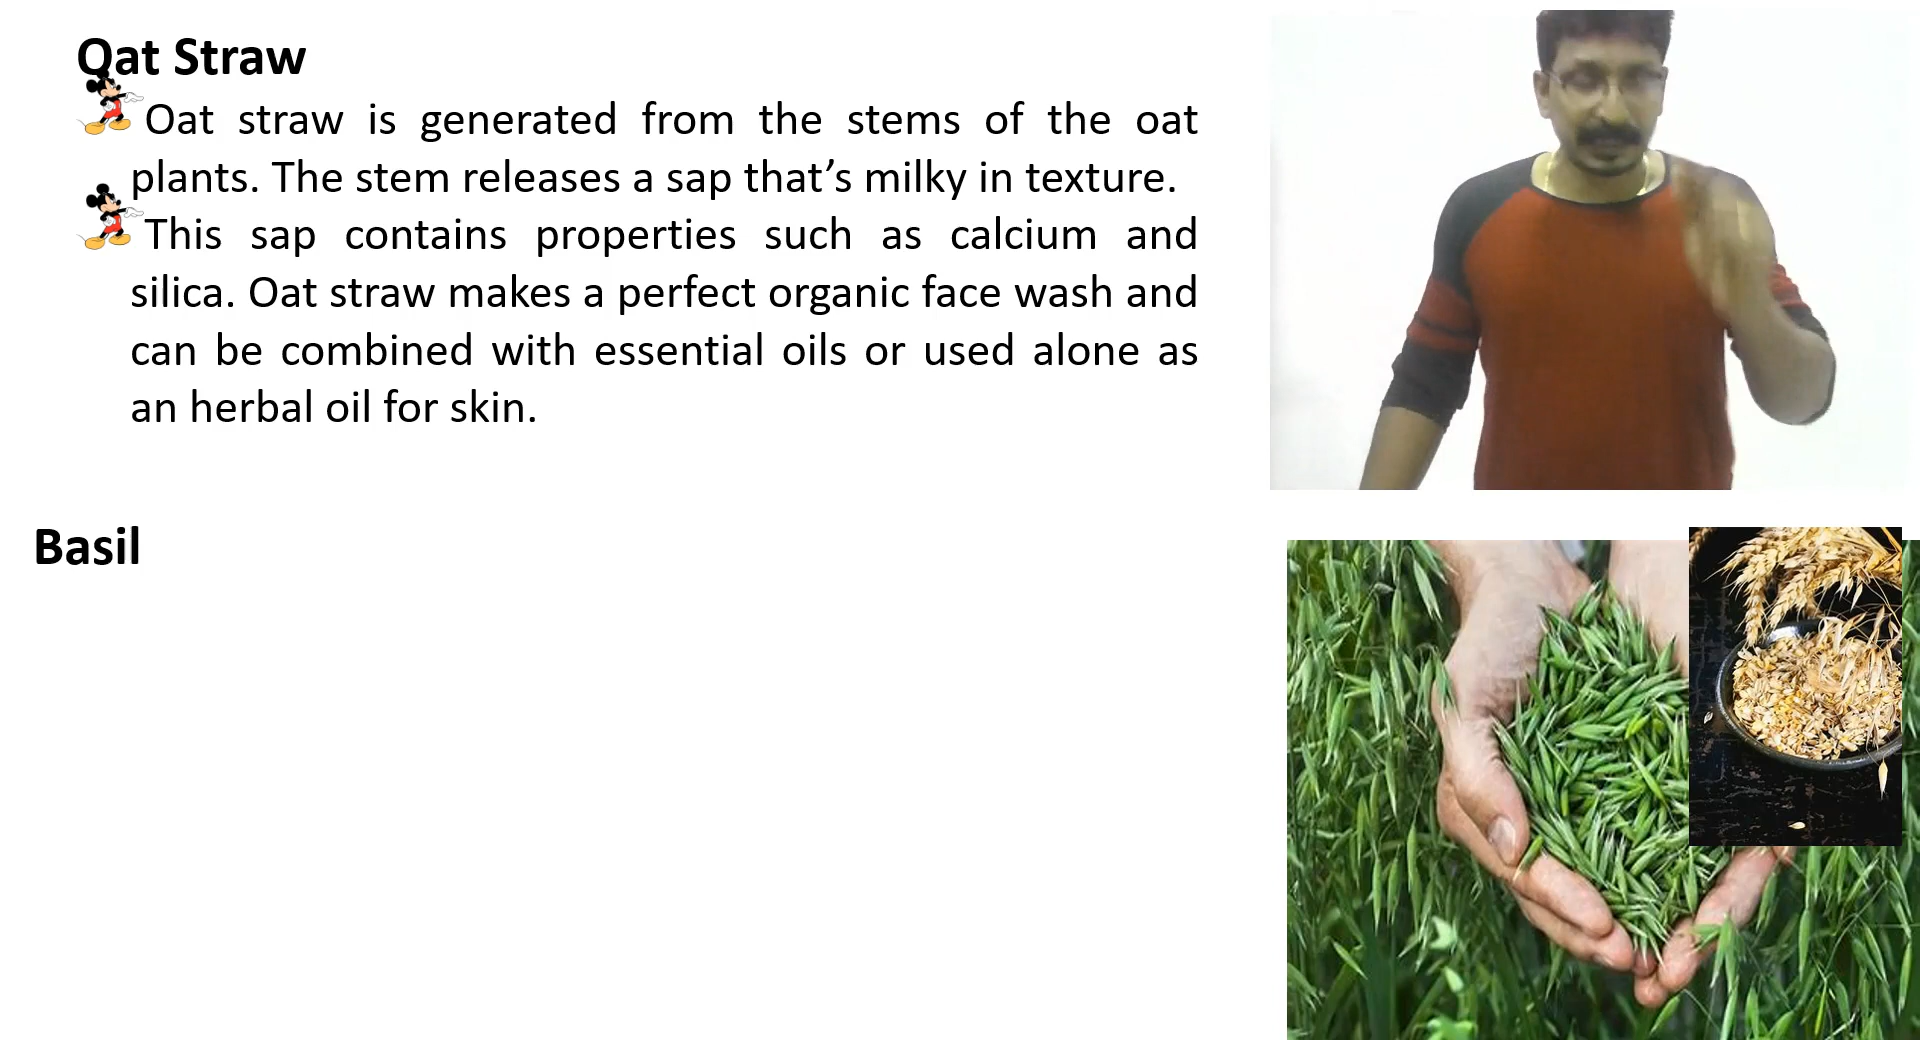 Oat Straw
Oat straw is generated from the stems of the oat
plants. The stem releases a sap that’s milky in texture.
This sap contains properties such as calcium and
silica. Oat straw makes a perfect organic face wash and
can be combined with essential oils or used alone as
an herbal oil for skin.
Basil